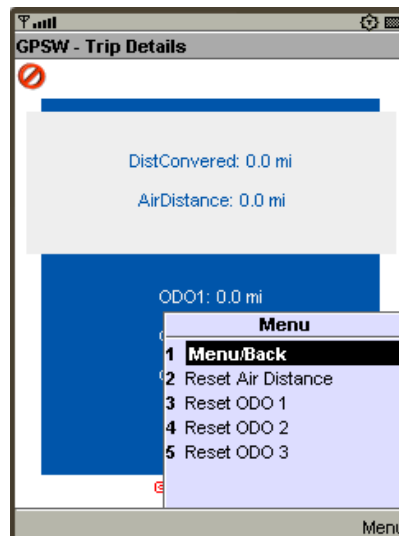 GPSW - Trip Details
DistConvered: 0.0 mi
AirDistance: 0.0 mi
ODO1: 0.0 mi
Menu
1 Menu/Back
2 Reset Air Distance
3 Reset ODO 1
4 Reset ODO 2
5 Reset ODO 3
Menu